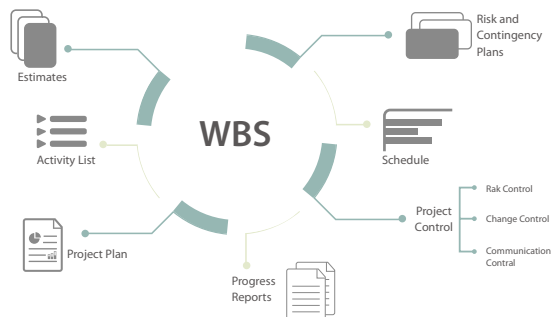 Estimates
Risk and
Contingency
Plans
WBS
Activity List
Schedule
Project Plan
Project
Control
Rak Control
Change Control
Communication
Contral
Progress
Reports